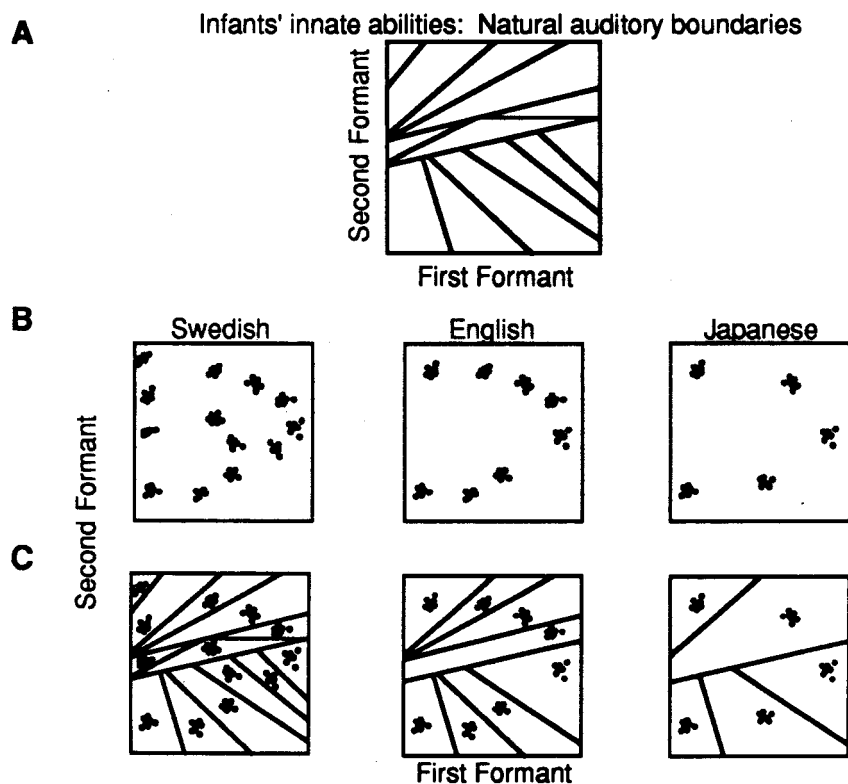 A
Infants' innate abilities: Natural auditory boundaries
Second Formant
First Formant
B
Swedish English Japanese
Second Formant
C
First Formant